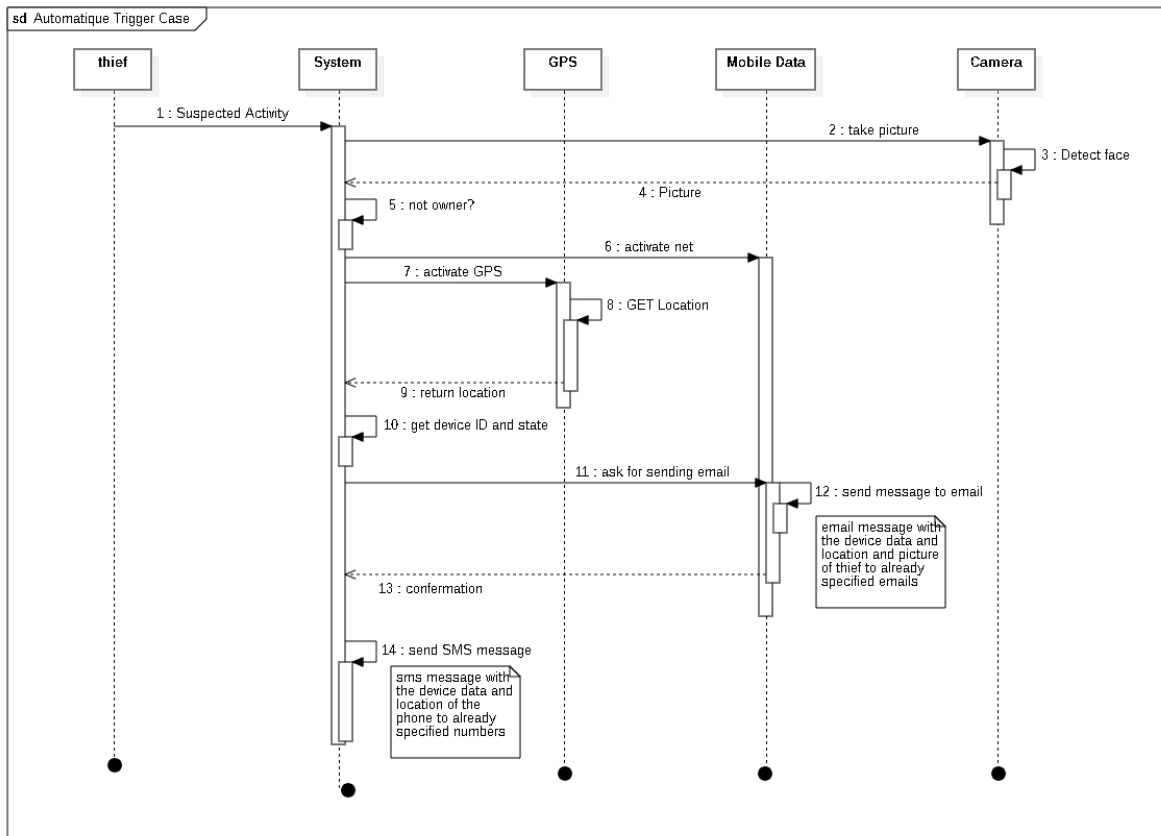 sd Automatique Trigger Case
thief
System
GPS
Mobile Data
Camera
1 : Suspected Activity
2 : take picture
3 : Detect face
4 : Picture
5 : not owner?
6 : activate net
7 : activate GPS
8 : GET Location
9 : return location
10 : get device ID and state
11 : ask for sending email
12 : send message to email
email message with
the device data and
location and picture
of thief to already
specified emails
13 : confermation
14 : send SMS message
sms message with
the device data and
location of the
phone to already
specified numbers